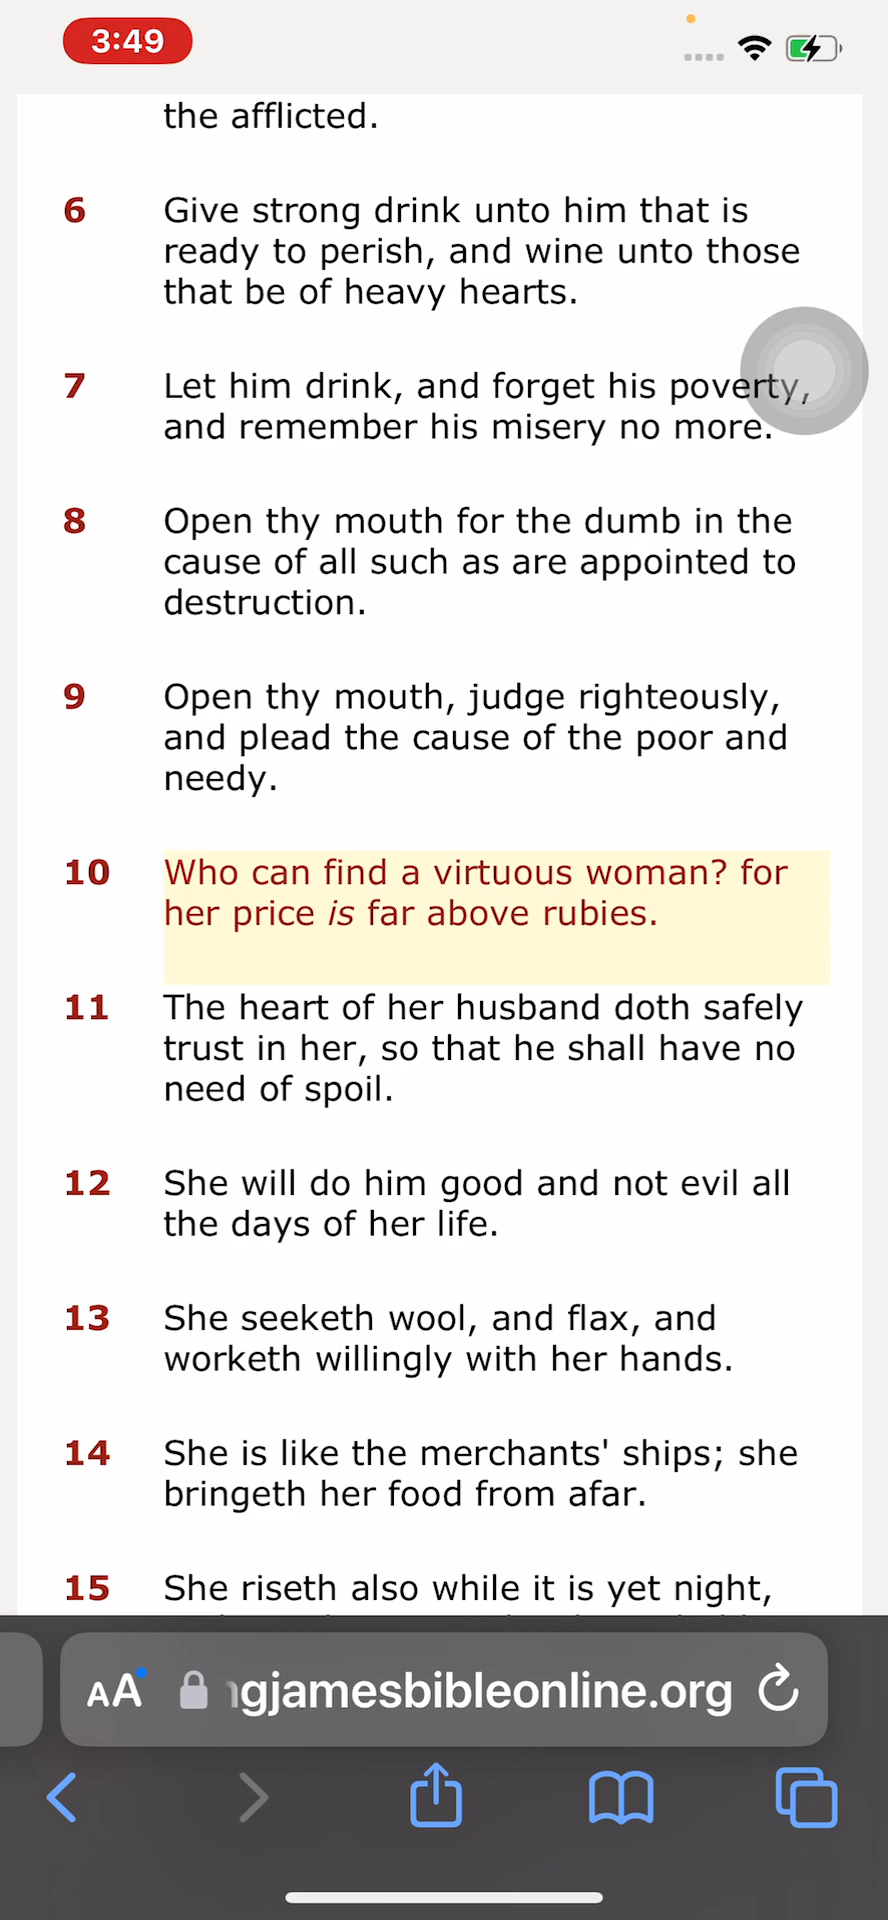 3:49
the afflicted.
6 Give strong drink unto him that is
ready to perish, and wine unto those
that be of heavy hearts.
7 Let him drink, and forget his poverty,
and remember his misery no more.
8 Open thy mouth for the dumb in the
cause of all such as are appointed to
destruction.
9 Open thy mouth, judge righteously,
and plead the cause of the poor and
needy.
10 Who can find a virtuous woman? for
her price is far above rubies.
11 The heart of her husband doth safely
trust in her, so that he shall have no
need of spoil.
12 She will do him good and not evil all
the days of her life.
13 She seeketh wool, and flax, and
worketh willingly with her hands.
14 She is like the merchants' ships; she
bringeth her food from afar.
15 She riseth also while it is yet night,
AA gjamesbibleonline.org